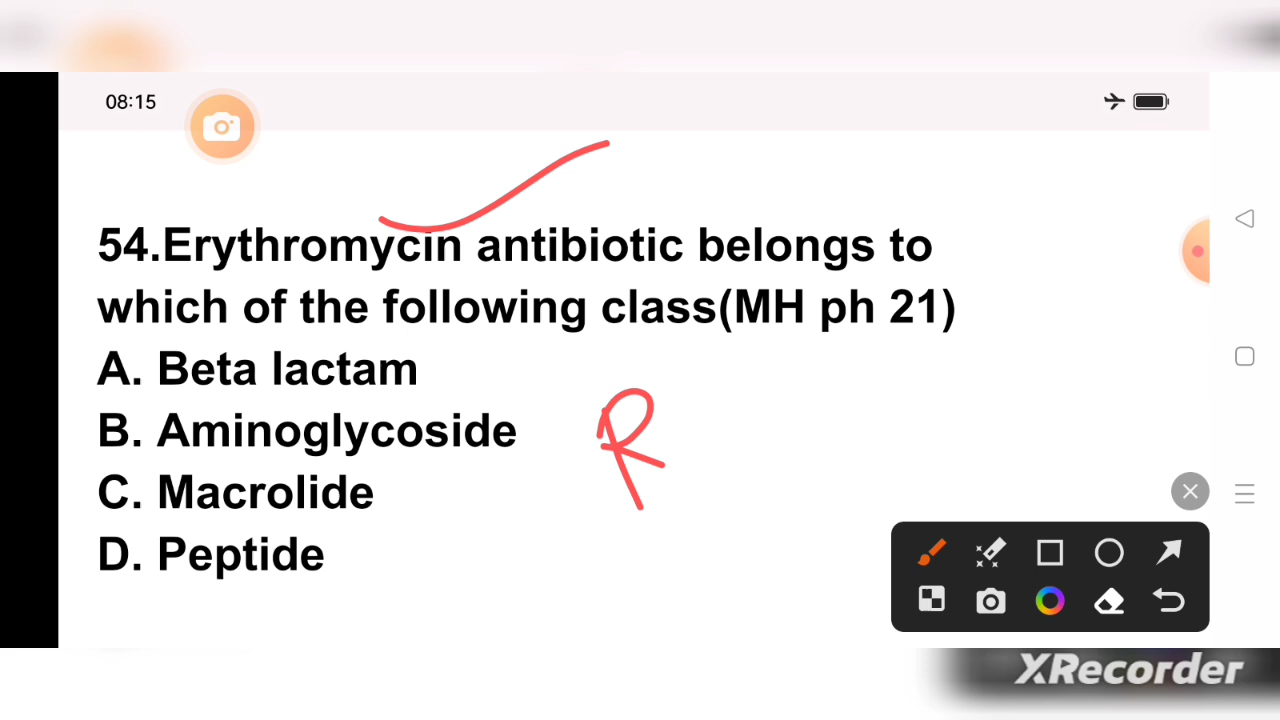 08:15
54.Erythromycin antibiotic belongs to
which of the following class(MH ph 21)
A. Beta lactam
B. Aminoglycoside
R
C. Macrolide
D. Peptide
XRecorder